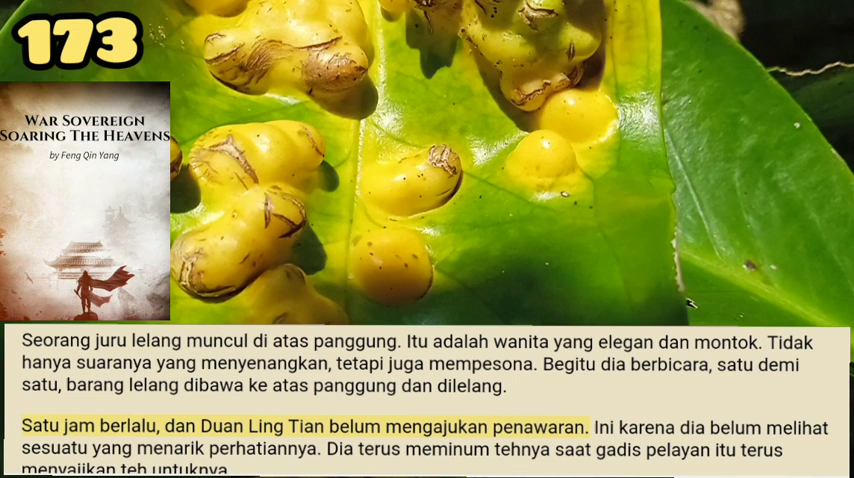 173
WAR SOVEREIGN
SOARING THE HEAVENS
by Feng Qin Yang
Seorang juru lelang muncul di atas panggung. Itu adalah wanita yang elegan dan montok. Tidak
hanya suaranya yang menyenangkan, tetapi juga mempesona. Begitu dia berbicara, satu demi
satu, barang lelang dibawa ke atas panggung dan dilelang.
Satu jam berlalu, dan Duan Ling Tian belum mengajukan penawaran. Ini karena dia belum melihat
sesuatu yang menarik perhatiannya. Dia terus meminum tehnya saat gadis pelayan itu terus
menyajikan teh untuknya